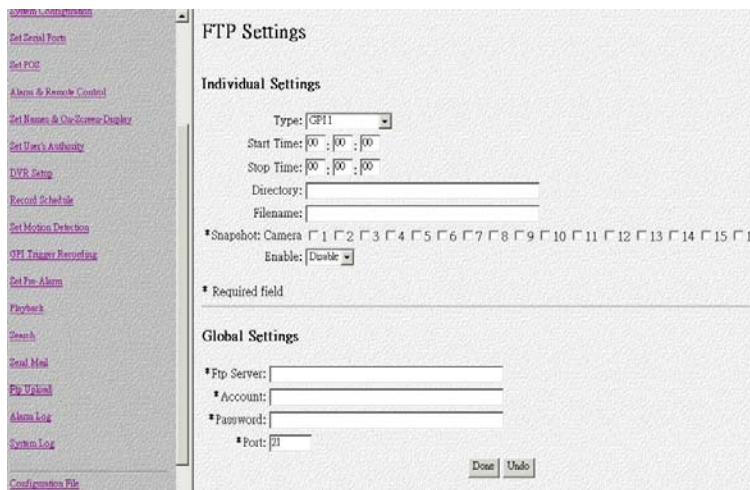 System Configuration
Set Serial Ports
Set POS
Alarm & Remote Control
Set Names & On-Screen-Display
Set User's Authority
DVR Setup
Record Schedule
Set Motion Detection
GPI Trigger Recording
Set Pre-Alarm
Playback
Search
Send Mail
Ftp Upload
Alarm Log
System Log
Configuration File
FTP Settings
Individual Settings
Type: GPI1
Start Time: 00 : 00 : 00
Stop Time: 00 : 00 : 00
Directory:
Filename:
*Snapshot: Camera 1 2 3 4 5 6 7 8 9 10 11 12 13 14 15 1
Enable: Disable
* Required field
Global Settings
*Ftp Server:
*Account:
*Password:
*Port: 21
Done Undo